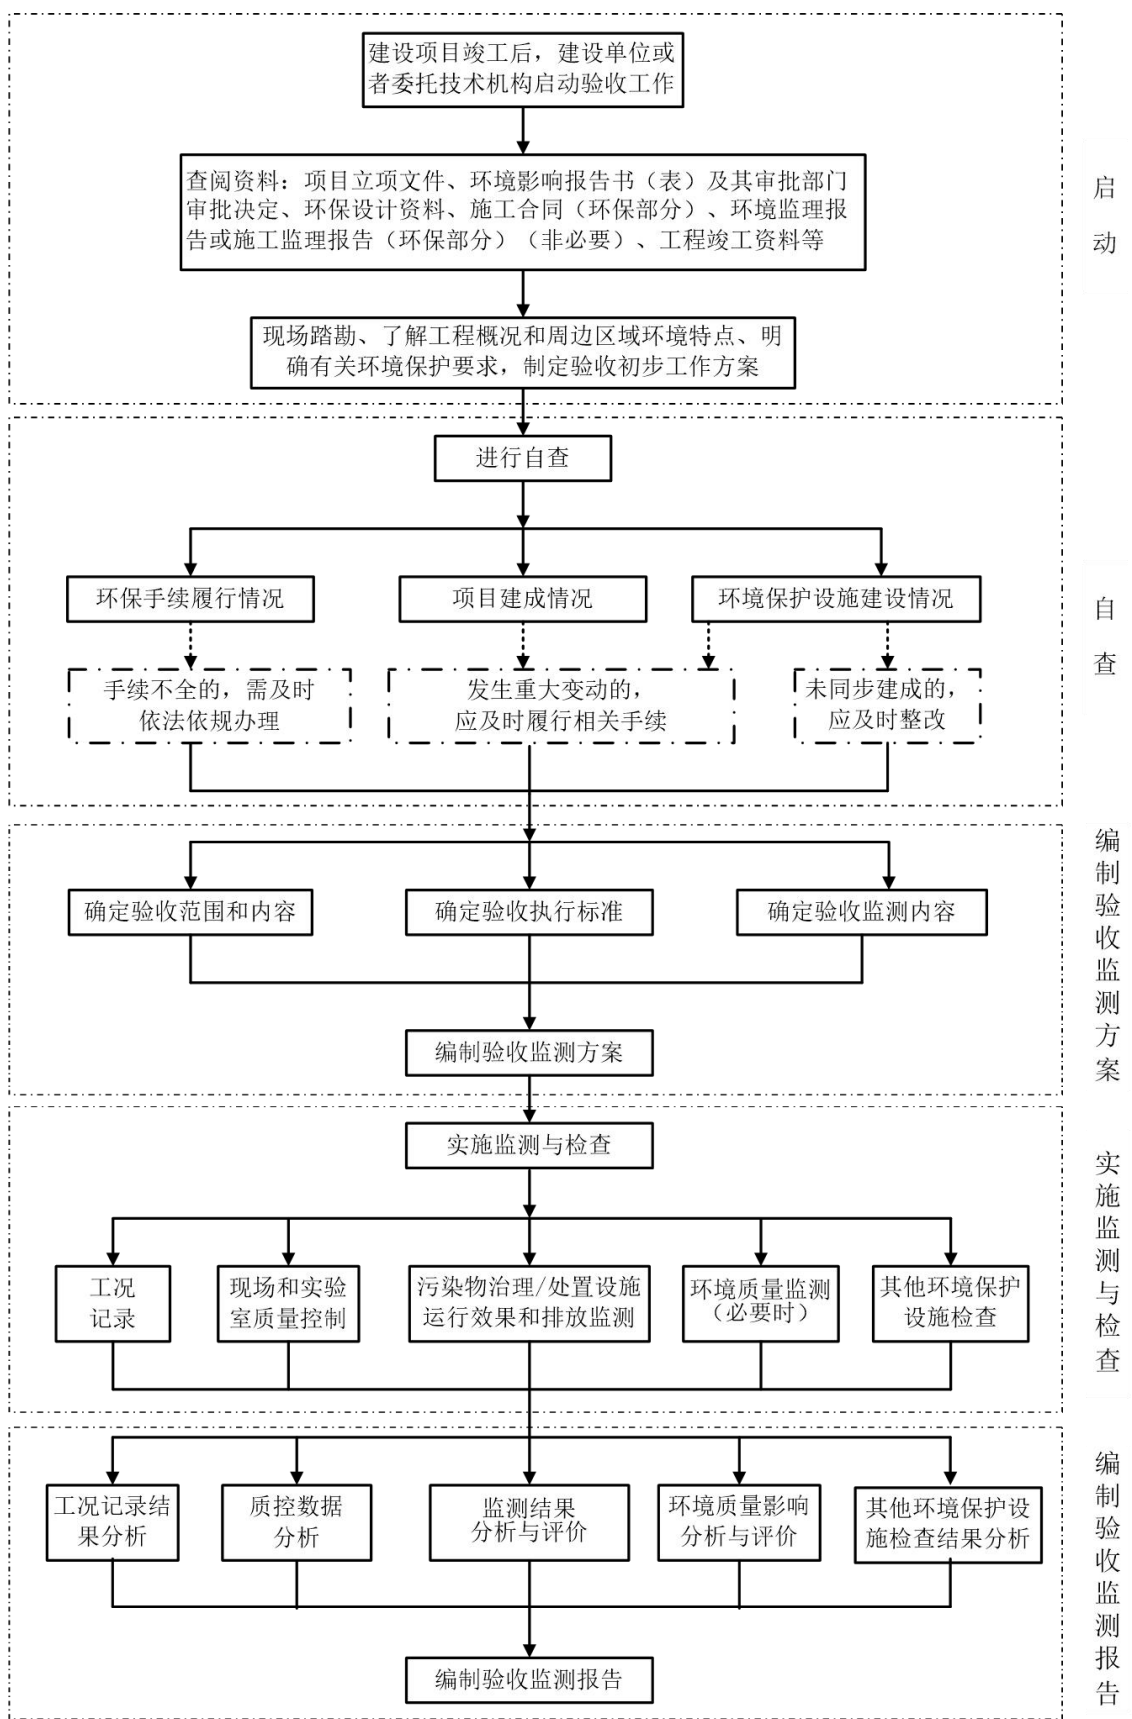 建设项目竣工后，建设单位或
者委托技术机构启动验收工作
查阅资料：项目立项文件、环境影响报告书（表）及其审批部门
审批决定、环保设计资料、施工合同（环保部分）、环境监理报
告或施工监理报告（环保部分）（非必要）、工程竣工资料等
现场踏勘、了解工程概况和周边区域环境特点、明
确有关环境保护要求，制定验收初步工作方案
启动
进行自查
环保手续履行情况
项目建成情况
环境保护设施建设情况
手续不全的，需及时
依法依规办理
发生重大变动的，
应及时履行相关手续
未同步建成的，
应及时整改
自查
确定验收范围和内容
确定验收执行标准
确定验收监测内容
编制验收监测方案
编制验收监测方案
实施监测与检查
工况
记录
现场和实验
室质量控制
污染物治理/处置设施
运行效果和排放监测
环境质量监测
（必要时）
其他环境保护
设施检查
实施监测与检查
工况记录结
果分析
质控数据
分析
监测结果
分析与评价
环境质量影响
分析与评价
其他环境保护设
施检查结果分析
编制验收监测报告
编制验收监测报告